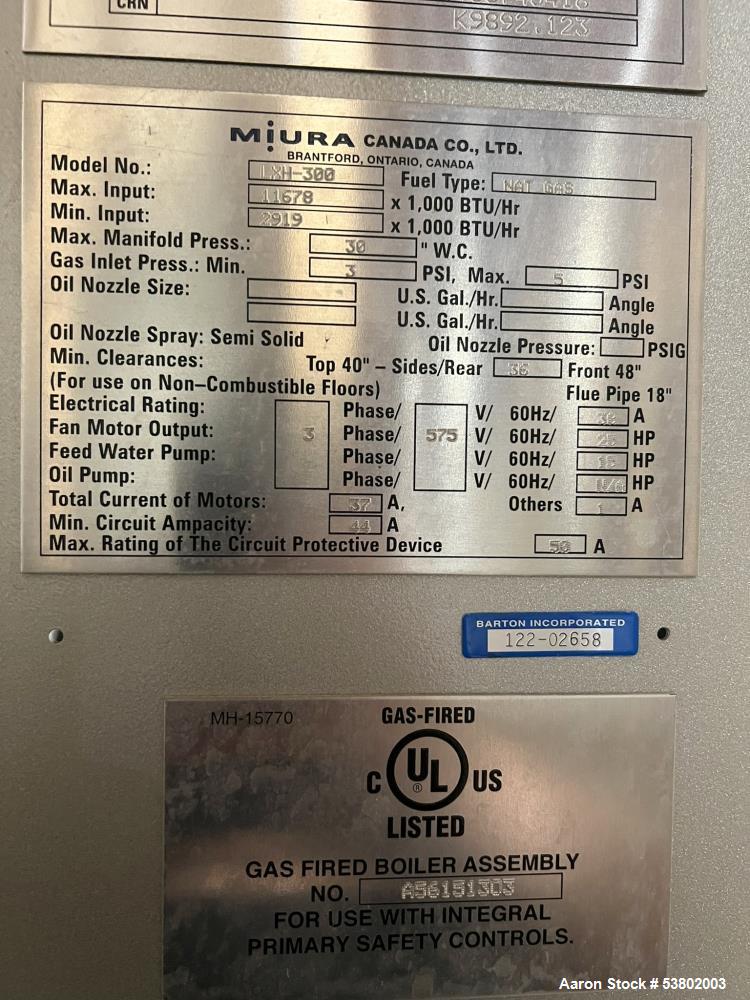 CRN
K9892.123
MIURA CANADA CO., LTD.
BRANTFORD, ONTARIO, CANADA
Model No.: LXH-300 Fuel Type: NAT GAS
Max. Input: 11678 x 1,000 BTU/Hr
Min. Input: 2919 x 1,000 BTU/Hr
Max. Manifold Press.: 30 " W.C.
Gas Inlet Press.: Min. 3 PSI, Max. 5 PSI
Oil Nozzle Size: U.S. Gal./Hr. Angle
U.S. Gal./Hr. Angle
Oil Nozzle Spray: Semi Solid Oil Nozzle Pressure: PSIG
Min. Clearances: Top 40" – Sides/Rear 36 Front 48"
(For use on Non–Combustible Floors) Flue Pipe 18"
Electrical Rating: Phase/ V/ 60Hz/ A
Fan Motor Output: 3 Phase/ 575 V/ 60Hz/ 25 HP
Feed Water Pump: Phase/ V/ 60Hz/ 15 HP
Oil Pump: Phase/ V/ 60Hz/ N/A HP
Total Current of Motors: 37 A, Others 1 A
Min. Circuit Ampacity: 44 A
Max. Rating of The Circuit Protective Device 50 A
BARTON INCORPORATED
122-02658
MH-15770 GAS-FIRED
C UL ® US
LISTED
GAS FIRED BOILER ASSEMBLY
NO. A56151303
FOR USE WITH INTEGRAL
PRIMARY SAFETY CONTROLS.
Aaron Stock # 53802003